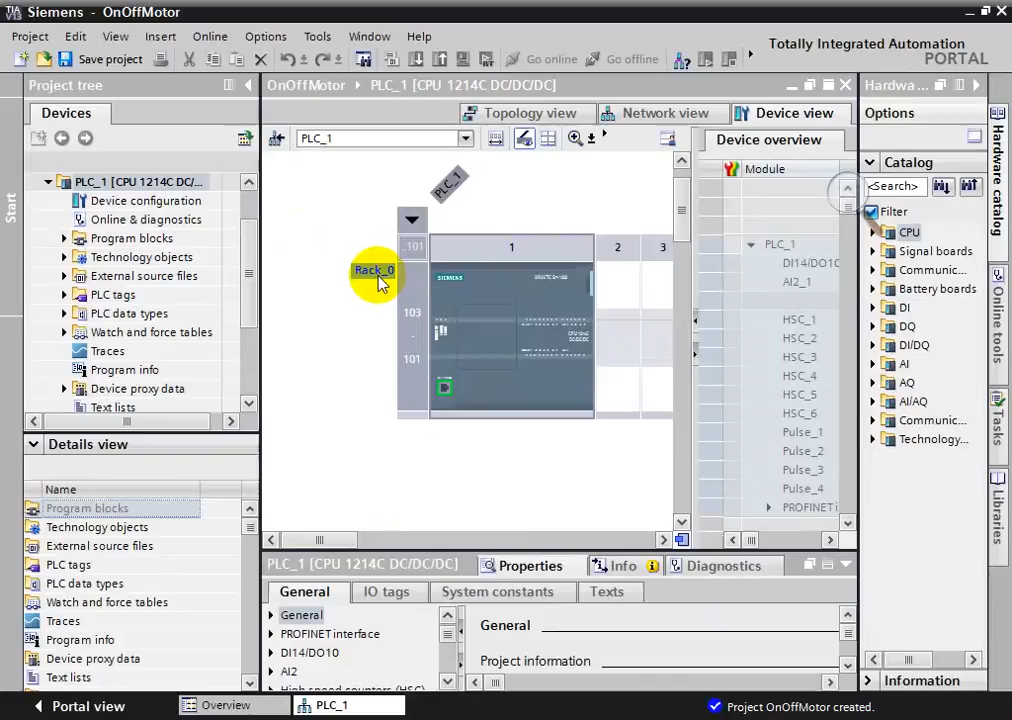 TIA
V13
Siemens - OnOffMotor
Project Edit View Insert Online Options Tools Window Help
Totally Integrated Automation
PORTAL
Save project
Go online
Go offline
Project tree
OnOffMotor PLC_1 [CPU 1214C DC/DC/DC]
Hardwa...
Devices
Topology view
Network view
Device view
Options
PLC_1
Device overview
Catalog
<Search>
Filter
CPU
Signal boards
Communic...
Battery boards
DI
DQ
DI/DQ
AI
AQ
AI/AQ
Communic...
Technology...
Information
Hardware catalog
Online tools
Tasks
Libraries
Start
PLC_1 [CPU 1214C DC/...
Device configuration
Online & diagnostics
Program blocks
Technology objects
External source files
PLC tags
PLC data types
Watch and force tables
Traces
Program info
Device proxy data
Text lists
PLC_1
101
1
2
3
Rack_0
103
-
101
SIEMENS
Module
PLC_1
DI14/DO10
AI2_1
HSC_1
HSC_2
HSC_3
HSC_4
HSC_5
HSC_6
Pulse_1
Pulse_2
Pulse_3
Pulse_4
PROFINET i
Details view
Name
Program blocks
Technology objects
External source files
PLC tags
PLC data types
Watch and force tables
Traces
Program info
Device proxy data
Text lists
PLC_1 [CPU 1214C DC/DC/DC]
Properties
Info
Diagnostics
General
IO tags
System constants
Texts
General
PROFINET interface
DI14/DO10
AI2
High speed counters (HSC)
General
Project information
Portal view
Overview
PLC_1
Project OnOffMotor created.